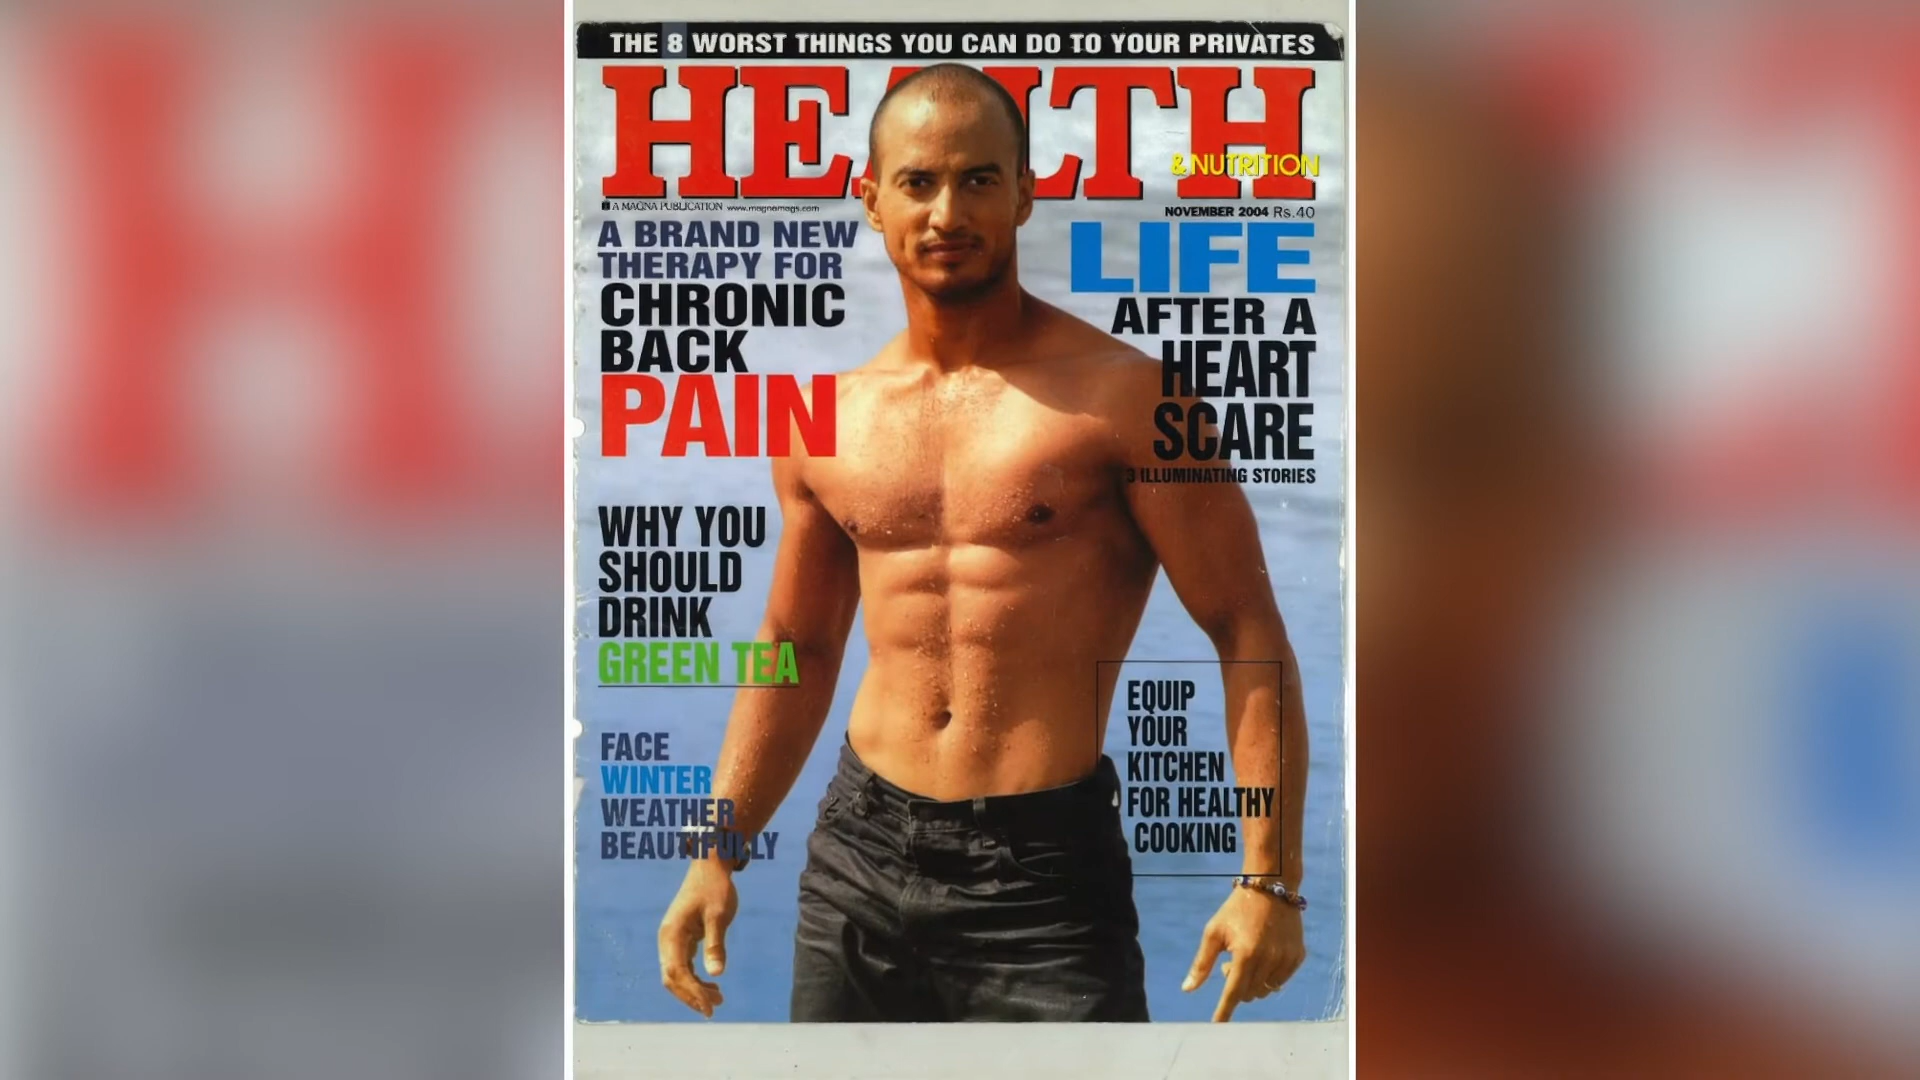 THE 8 WORST THINGS YOU CAN DO TO YOUR PRIVATES
HEALTH
& NUTRITION
A MAGNA PUBLICATION www.magnamags.com
NOVEMBER 2004 Rs.40
A BRAND NEW
THERAPY FOR
CHRONIC
BACK
PAIN
LIFE
AFTER A
HEART
SCARE
3 ILLUMINATING STORIES
WHY YOU
SHOULD
DRINK
GREEN TEA
FACE
WINTER
WEATHER
BEAUTIFULLY
EQUIP
YOUR
KITCHEN
FOR HEALTHY
COOKING